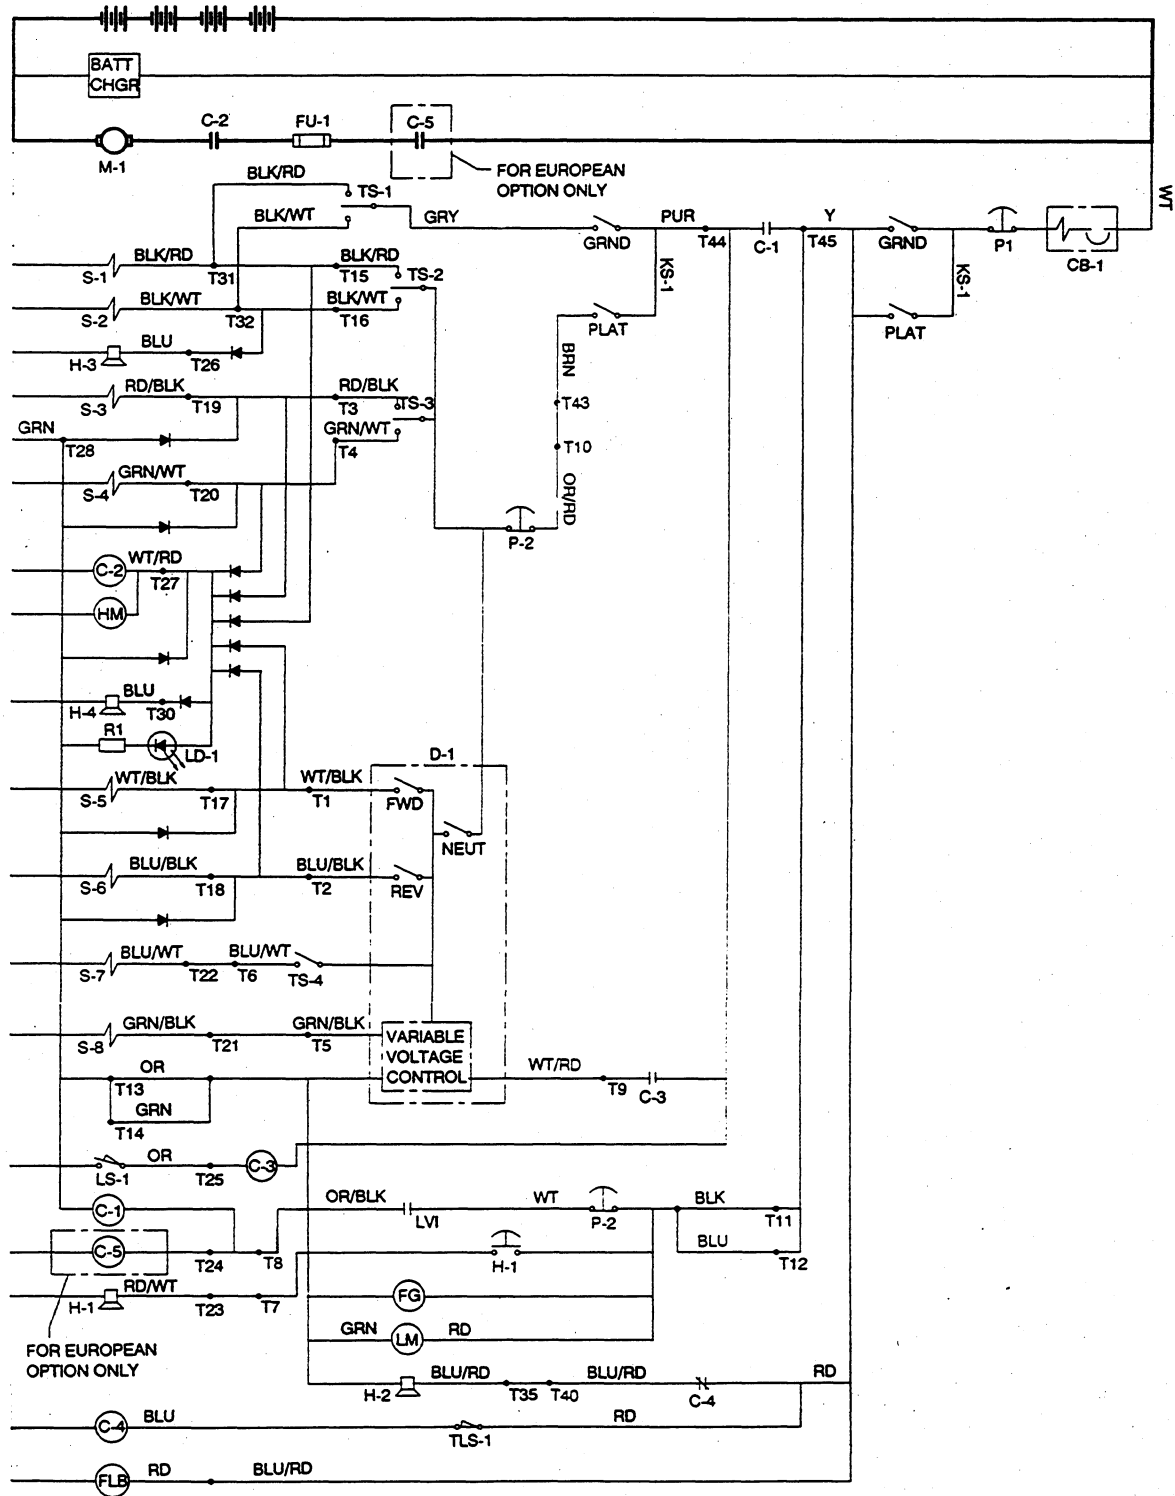 BATT
CHGR
M-1
C-2
FU-1
C-5
FOR EUROPEAN
OPTION ONLY
WT
BLK/RD
TS-1
BLK/WT
GRY
GRND
PUR
T44
C-1
Y
T45
GRND
P1
CB-1
S-1
BLK/RD
T31
BLK/RD
T15
TS-2
KS-1
KS-1
S-2
BLK/WT
T32
BLK/WT
T16
PLAT
PLAT
H-3
BLU
T26
BRN
S-3
RD/BLK
T19
RD/BLK
T3
TS-3
T43
GRN
T28
GRN/WT
T4
T10
S-4
GRN/WT
T20
OR/RD
P-2
C-2
WT/RD
T27
HM
H-4
BLU
T30
R1
LD-1
D-1
S-5
WT/BLK
T17
WT/BLK
T1
FWD
NEUT
S-6
BLU/BLK
T18
BLU/BLK
T2
REV
S-7
BLU/WT
T22
BLU/WT
T6
TS-4
S-8
GRN/BLK
T21
GRN/BLK
T5
VARIABLE
VOLTAGE
CONTROL
OR
T13
WT/RD
T9
C-3
GRN
T14
LS-1
OR
T25
C-3
C-1
OR/BLK
LVI
WT
P-2
BLK
T11
C-5
T24
T8
H-1
BLU
T12
H-1
RD/WT
T23
T7
FG
FOR EUROPEAN
OPTION ONLY
GRN
LM
RD
H-2
BLU/RD
T35
T40
BLU/RD
C-4
RD
C-4
BLU
TLS-1
RD
FLB
RD
BLU/RD